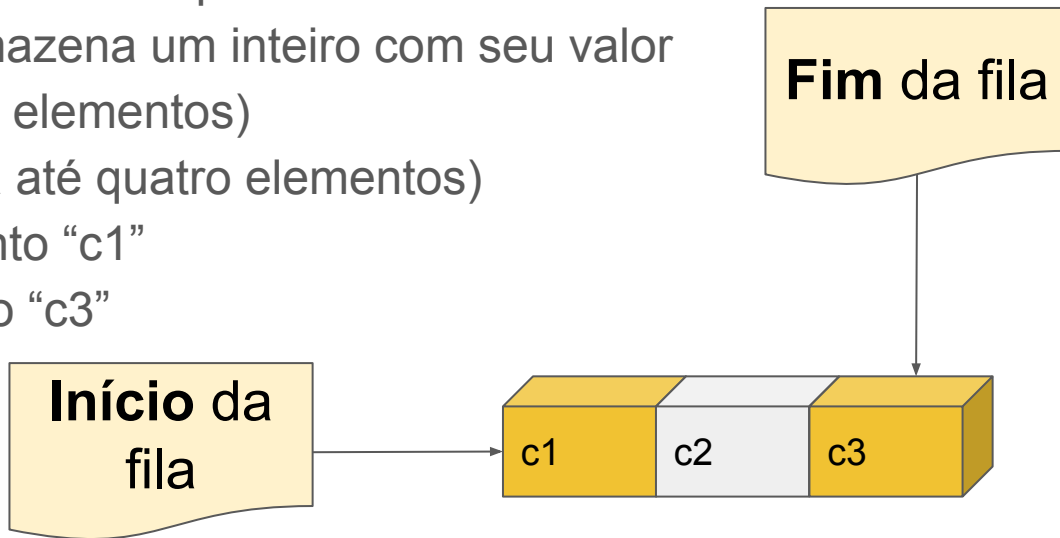 mazena um inteiro com seu valor
elementos)
até quatro elementos)
nto “c1”
o “c3”
Fim da fila
Início da
fila
c1 c2 c3